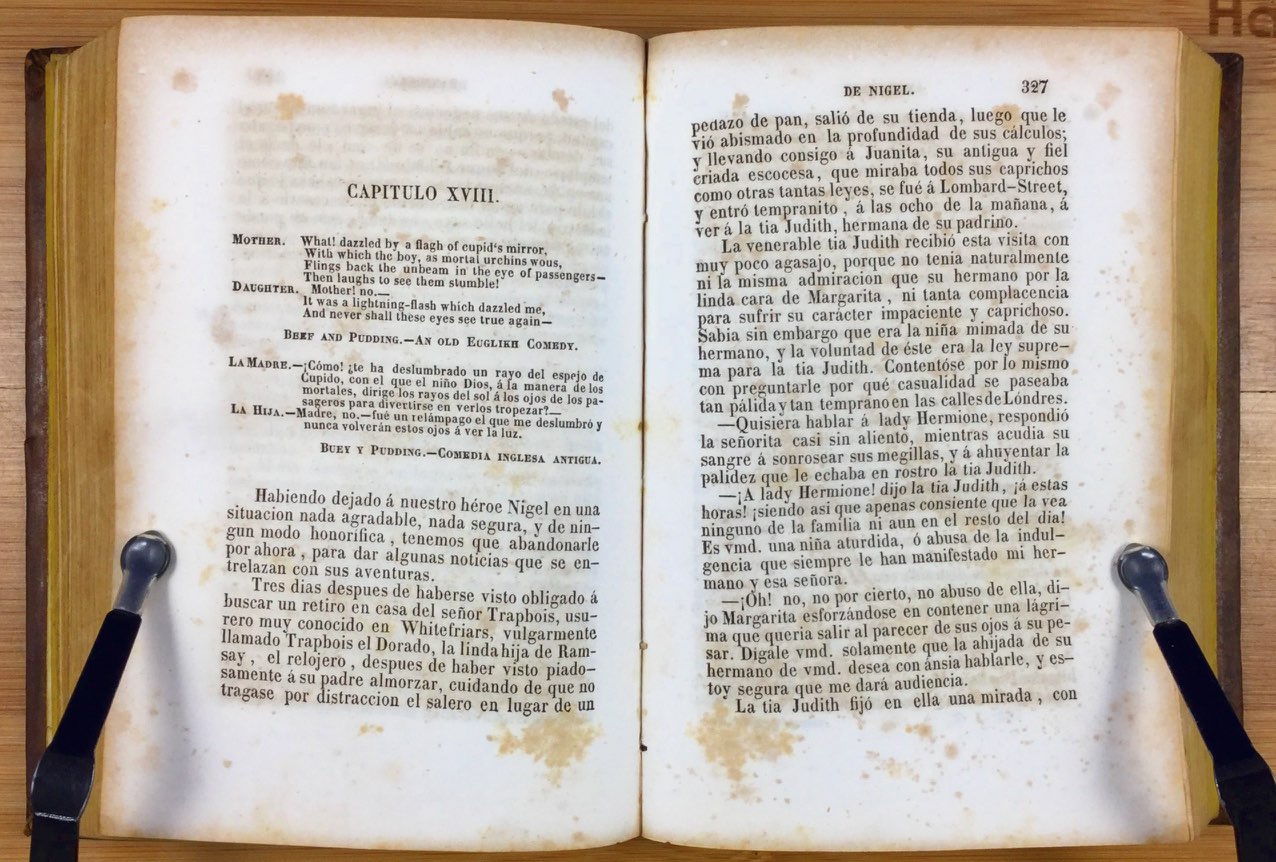 Ha
CAPITULO XVIII.
MOTHER. What! dazzled by a flagh of cupid's mirror,
With which the boy, as mortal urchins wous,
Flings back the unbeam in the eye of passengers—
Then laughs to see them stumble!
DAUGHTER. Mother! no.—
It was a lightning-flash which dazzled me,
And never shall these eyes see true again—
BEEF AND PUDDING.—AN OLD EUGLIKH COMEDY.
LA MADRE.—¡Cómo! ¿te ha deslumbrado un rayo del espejo de
Cupido, con el que el niño Dios, á la manera de los
mortales, dirige los rayos del sol á los ojos de los pa-
sageros para divertirse en verlos tropezar?—
LA HIJA.—Madre, no.—fué un relámpago el que me deslumbró y
nunca volverán estos ojos á ver la luz.
BUEY Y PUDDING.—COMEDIA INGLESA ANTIGUA.
Habiendo dejado á nuestro héroe Nigel en una
situacion nada agradable, nada segura, y de nin-
gun modo honorífica , tenemos que abandonarle
por ahora , para dar algunas noticias que se en-
trelazan con sus aventuras.
Tres dias despues de haberse visto obligado á
buscar un retiro en casa del señor Trapbois, usu-
rero muy conocido en Whitefriars, vulgarmente
llamado Trapbois el Dorado, la linda hija de Ram-
say , el relojero , despues de haber visto piado-
samente á su padre almorzar, cuidando de que no
tragase por distraccion el salero en lugar de un
DE NIGEL. 327
pedazo de pan, salió de su tienda, luego que le
vió abismado en la profundidad de sus cálculos;
y llevando consigo á Juanita, su antigua y fiel
criada escocesa, que miraba todos sus caprichos
como otras tantas leyes, se fué á Lombard-Street,
y entró tempranito , á las ocho de la mañana, á
ver á la tia Judith, hermana de su padrino.
La venerable tia Judith recibió esta visita con
muy poco agasajo, porque no tenia naturalmente
ni la misma admiracion que su hermano por la
linda cara de Margarita , ni tanta complacencia
para sufrir su carácter impaciente y caprichoso.
Sabia sin embargo que era la niña mimada de su
hermano, y la voluntad de éste era la ley supre-
ma para la tia Judith. Contentóse por lo mismo
con preguntarle por qué casualidad se paseaba
tan pálida y tan temprano en las calles de Lóndres.
—Quisiera hablar á lady Hermione, respondió
la señorita casi sin aliento, mientras acudia su
sangre á sonrosear sus megillas, y á ahuyentar la
palidez que le echaba en rostro la tia Judith.
—¡A lady Hermione! dijo la tia Judith, ¡á estas
horas! ¡siendo asi que apenas consiente que la vea
ninguno de la familia ni aun en el resto del dia!
Es vmd. una niña aturdida, ó abusa de la indul-
gencia que siempre le han manifestado mi her-
mano y esa señora.
—¡Oh! no, no por cierto, no abuso de ella, di-
jo Margarita esforzándose en contener una lágri-
ma que queria salir al parecer de sus ojos á su pe-
sar. Dígale vmd. solamente que la ahijada de su
hermano de vmd. desea con ánsia hablarle, y es-
toy segura que me dará audiencia.
La tia Judith fijó en ella una mirada , con